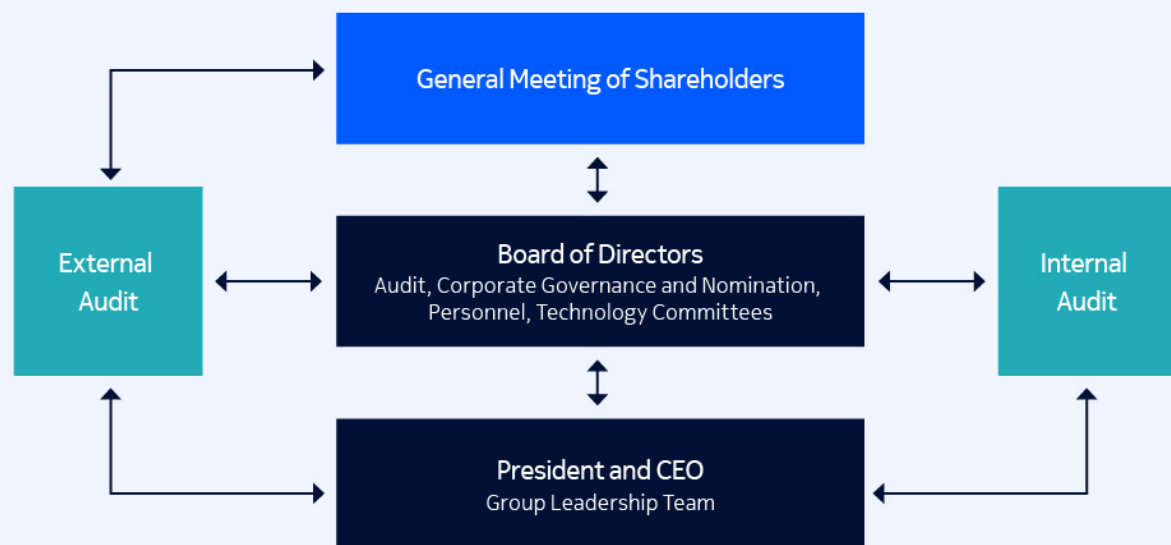 General Meeting of Shareholders
External
Audit
Board of Directors
Audit, Corporate Governance and Nomination,
Personnel, Technology Committees
Internal
Audit
President and CEO
Group Leadership Team